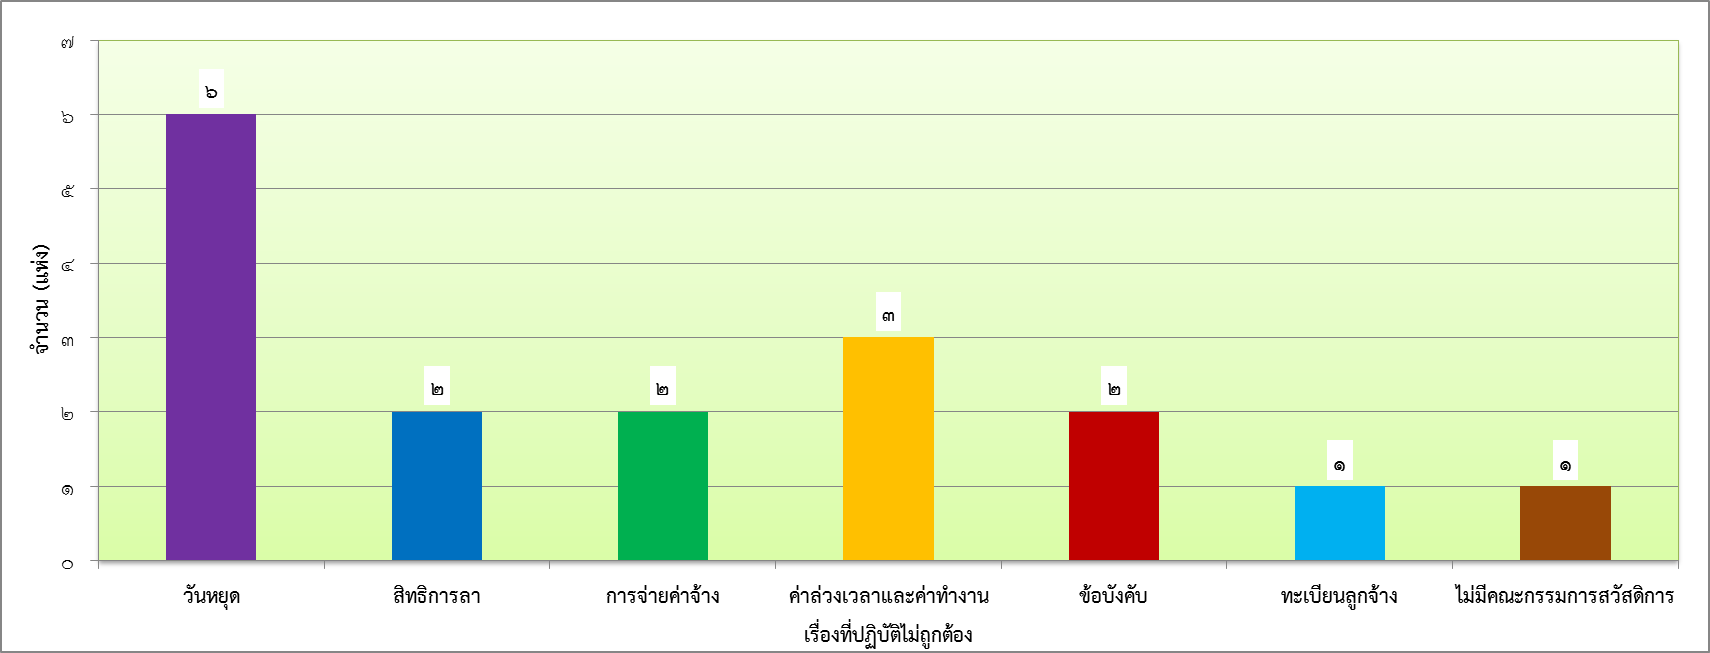 ๗
๖
๕
๔
๓
๒
๑
๐
จำนวน (แห่ง)
๖
๒
๒
๓
๒
๑
๑
วันหยุด
สิทธิการลา
การจ่ายค่าจ้าง
ค่าล่วงเวลาและค่าทำงาน
ข้อบังคับ
ทะเบียนลูกจ้าง
ไม่มีคณะกรรมการสวัสดิการ
เรื่องที่ปฏิบัติไม่ถูกต้อง